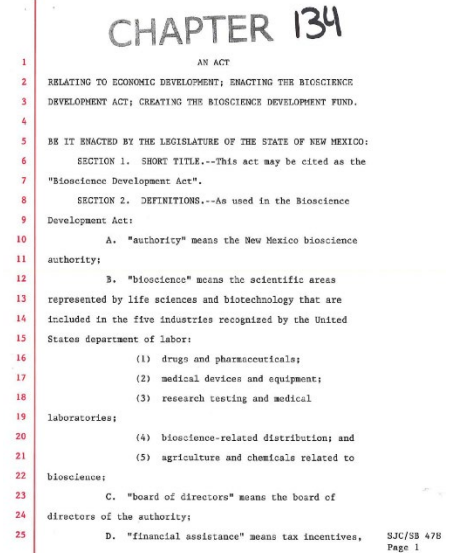 CHAPTER 134
1 AN ACT
2 RELATING TO ECONOMIC DEVELOPMENT; ENACTING THE BIOSCIENCE
3 DEVELOPMENT ACT; CREATING THE BIOSCIENCE DEVELOPMENT FUND.
4
5 BE IT ENACTED BY THE LEGISLATURE OF THE STATE OF NEW MEXICO:
6 SECTION 1. SHORT TITLE.--This act may be cited as the
7 "Bioscience Development Act".
8 SECTION 2. DEFINITIONS.--As used in the Bioscience
9 Development Act:
10 A. "authority" means the New Mexico bioscience
11 authority;
12 B. "bioscience" means the scientific areas
13 represented by life sciences and biotechnology that are
14 included in the five industries recognized by the United
15 States department of labor:
16 (1) drugs and pharmaceuticals;
17 (2) medical devices and equipment;
18 (3) research testing and medical
19 laboratories;
20 (4) bioscience-related distribution; and
21 (5) agriculture and chemicals related to
22 bioscience;
23 C. "board of directors" means the board of
24 directors of the authority;
25 D. "financial assistance" means tax incentives, SJC/SB 47B
Page 1